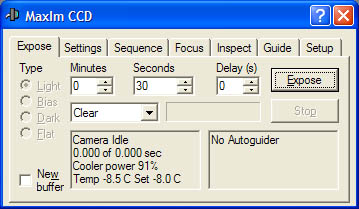 MaxIm CCD
Expose Settings Sequence Focus Inspect Guide Setup
Type Minutes Seconds Delay (s)
Light 0 30 0 Expose
Bias
Dark Clear Stop
Flat
Camera Idle No Autoguider
0.000 of 0.000 sec
Cooler power 91%
New buffer Temp -8.5 C Set -8.0 C